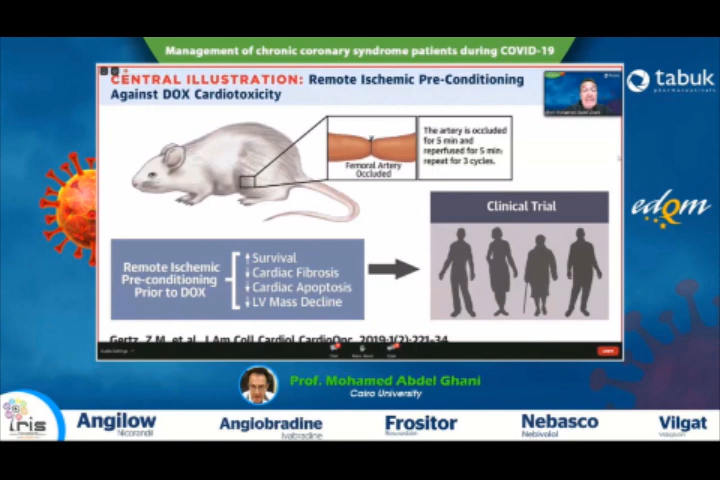 Management of chronic coronary syndrome patients during COVID-19
CENTRAL ILLUSTRATION: Remote Ischemic Pre-Conditioning
Against DOX Cardiotoxicity
tabuk
pharmaceuticals
The artery is occluded
for 5 min and
reperfused for 5 min;
repeat for 3 cycles.
Femoral Artery
Occluded
edqm
Clinical Trial
Remote Ischemic
Pre-conditioning
Prior to DOX
Survival
Cardiac Fibrosis
Cardiac Apoptosis
LV Mass Decline
Gertz, Z.M. et al. J Am Coll Cardiol CardioOnc. 2019;1(2):221-34.
Audio Settings
Leave
Prof. Mohamed Abdel Ghani
Cairo University
iris
Angilow
Nicorandil
Angiobradine
Ivabradine
Frositor
Nebasco
Nebivolol
Vilgat